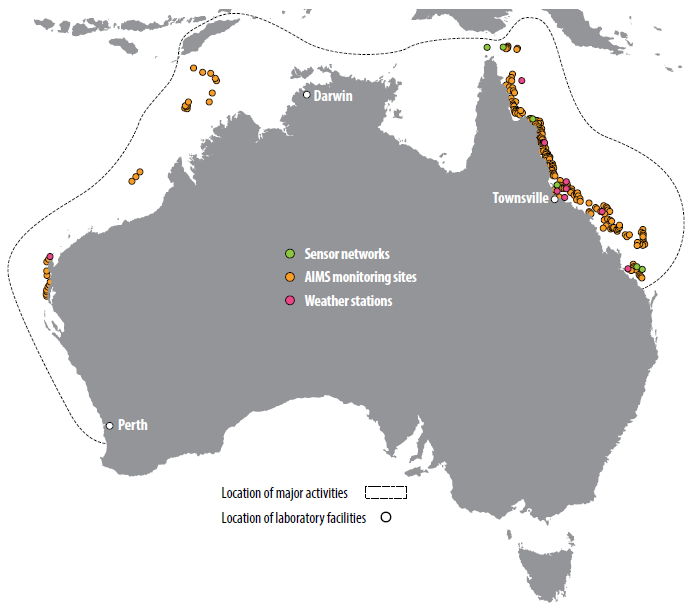 Darwin
Townsville
Sensor networks
AIMS monitoring sites
Weather stations
Perth
Location of major activities
Location of laboratory facilities